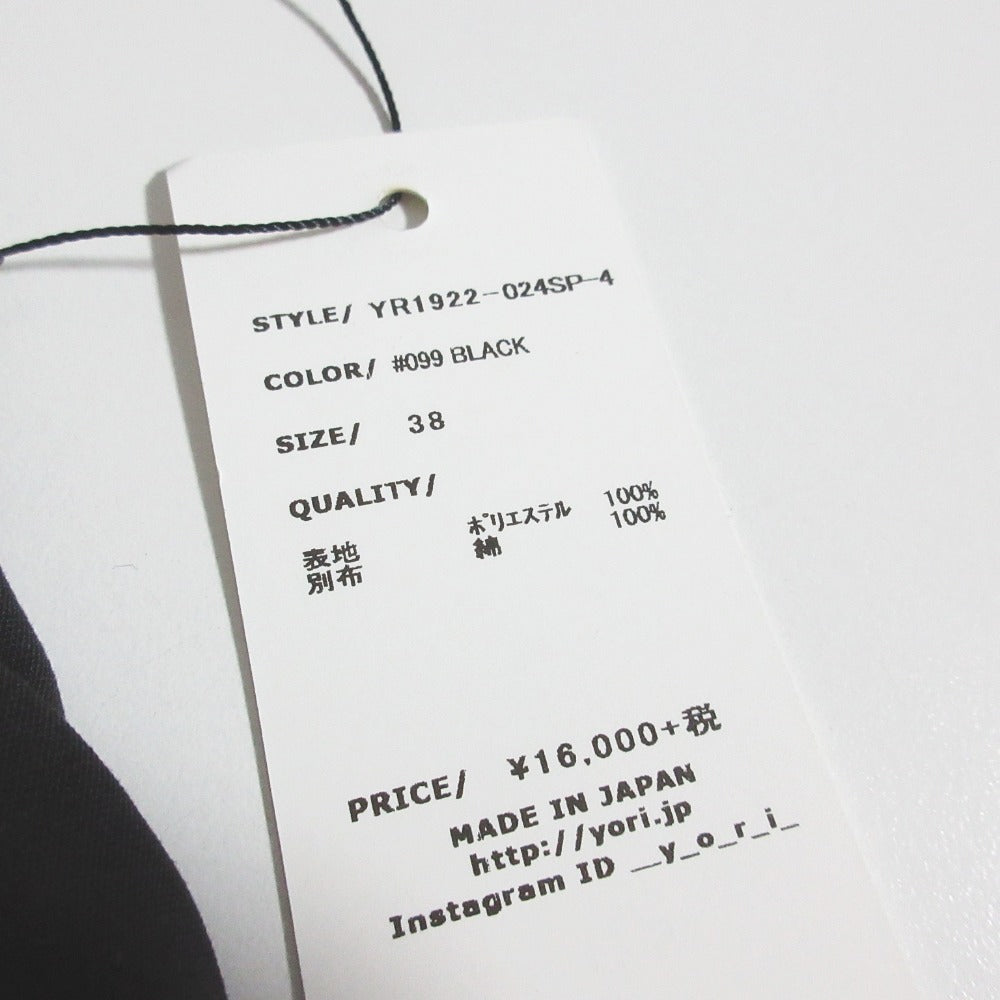 STYLE/ YR1922-024SP-4
COLOR/ #099 BLACK
SIZE/ 38
QUALITY/
表地 ポリエステル 100%
別布 綿 100%
PRICE/ ¥16,000+税
MADE IN JAPAN
http://yori.jp
Instagram ID __y_o_r_i_